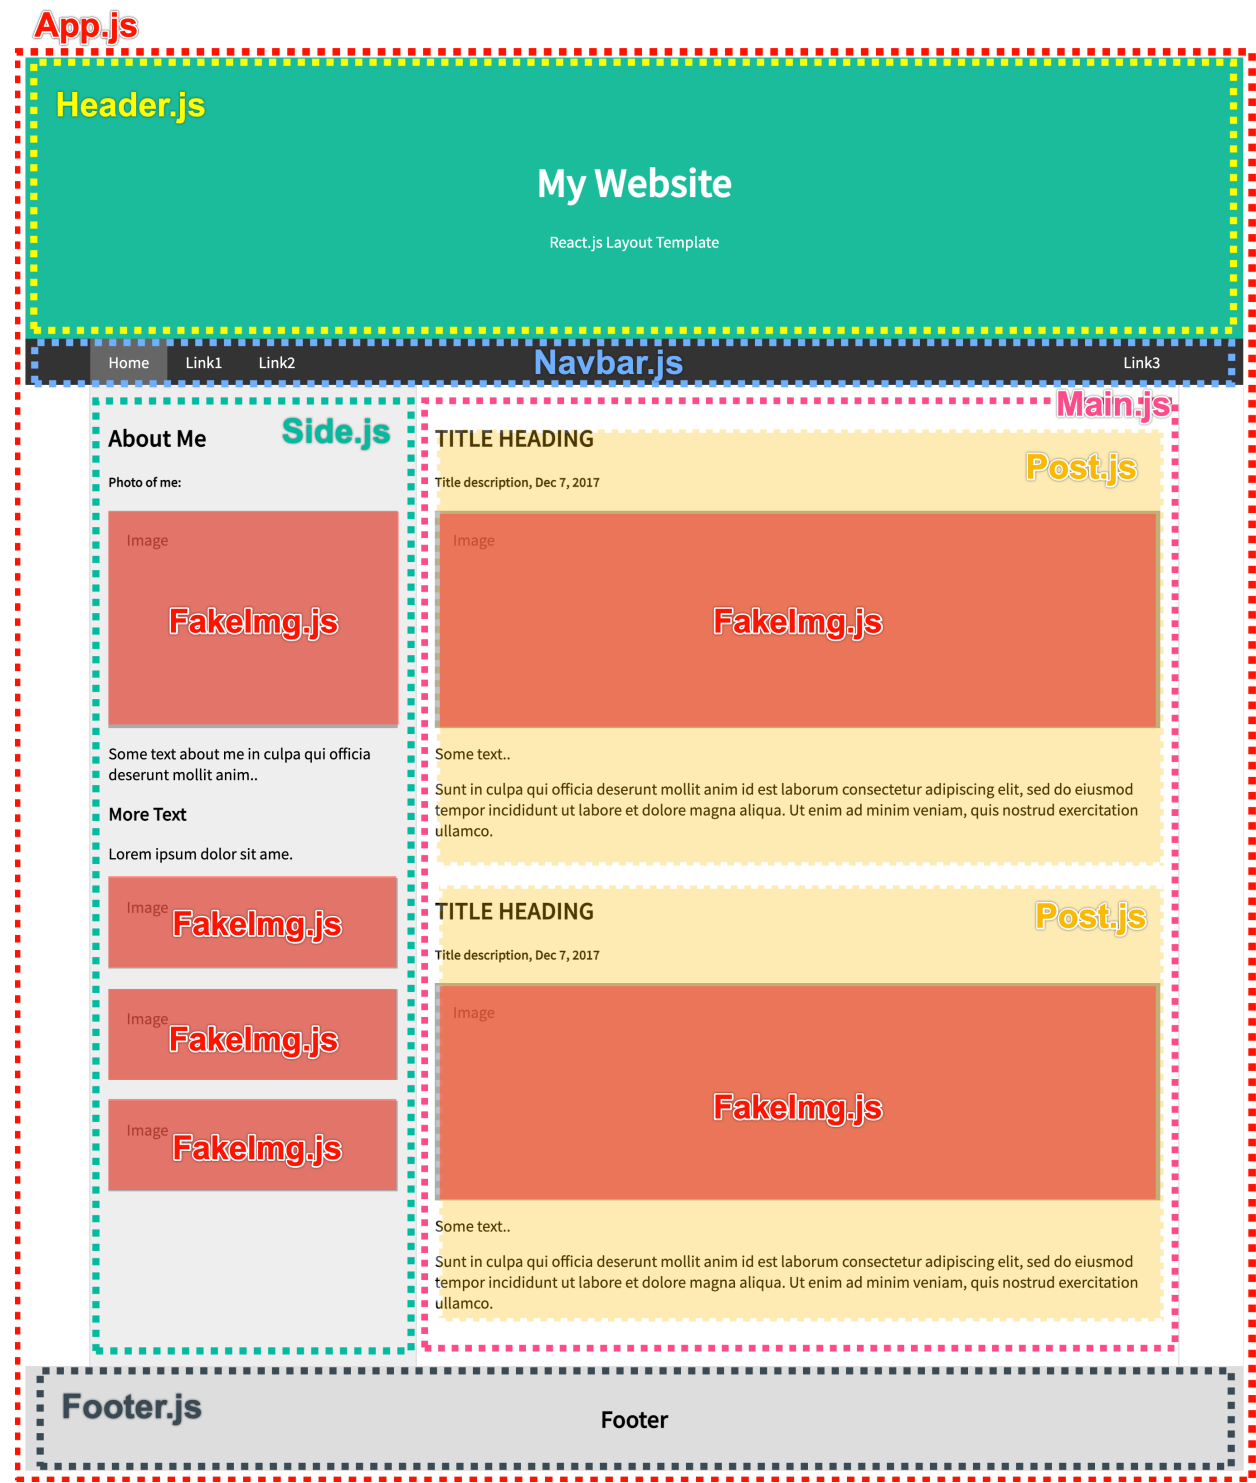 App.js
Header.js
My Website
React.js Layout Template
Home Link1 Link2 Navbar.js Link3
Side.js
About Me
Photo of me:
Image
FakeImg.js
Some text about me in culpa qui officia
deserunt mollit anim..
More Text
Lorem ipsum dolor sit ame.
Image
FakeImg.js
Image
FakeImg.js
Image
FakeImg.js
Main.js
TITLE HEADING
Post.js
Title description, Dec 7, 2017
Image
FakeImg.js
Some text..
Sunt in culpa qui officia deserunt mollit anim id est laborum consectetur adipiscing elit, sed do eiusmod
tempor incididunt ut labore et dolore magna aliqua. Ut enim ad minim veniam, quis nostrud exercitation
ullamco.
TITLE HEADING
Post.js
Title description, Dec 7, 2017
Image
FakeImg.js
Some text..
Sunt in culpa qui officia deserunt mollit anim id est laborum consectetur adipiscing elit, sed do eiusmod
tempor incididunt ut labore et dolore magna aliqua. Ut enim ad minim veniam, quis nostrud exercitation
ullamco.
Footer.js
Footer